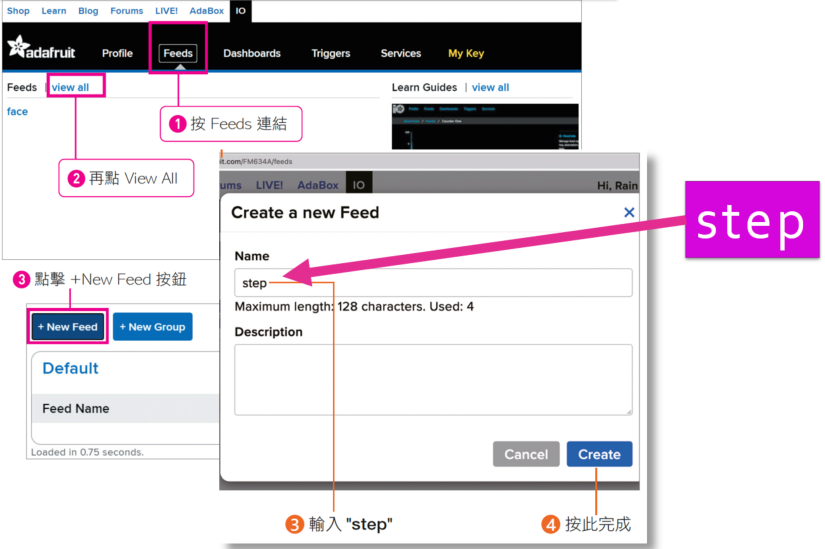 Shop Learn Blog Forums LIVE! AdaBox IO
adafruit Profile Feeds Dashboards Triggers Services My Key
Feeds | view all
Learn Guides | view all
face
1 按 Feeds 連結
2 再點 View All
it.com/FM634A/feeds
ums LIVE! AdaBox IO Hi, Rain
Create a new Feed ×
step
Name
step
Maximum length: 128 characters. Used: 4
Description
3 點擊 +New Feed 按鈕
+ New Feed + New Group
Default
Feed Name
Loaded in 0.75 seconds.
Cancel Create
3 輸入 "step"
4 按此完成